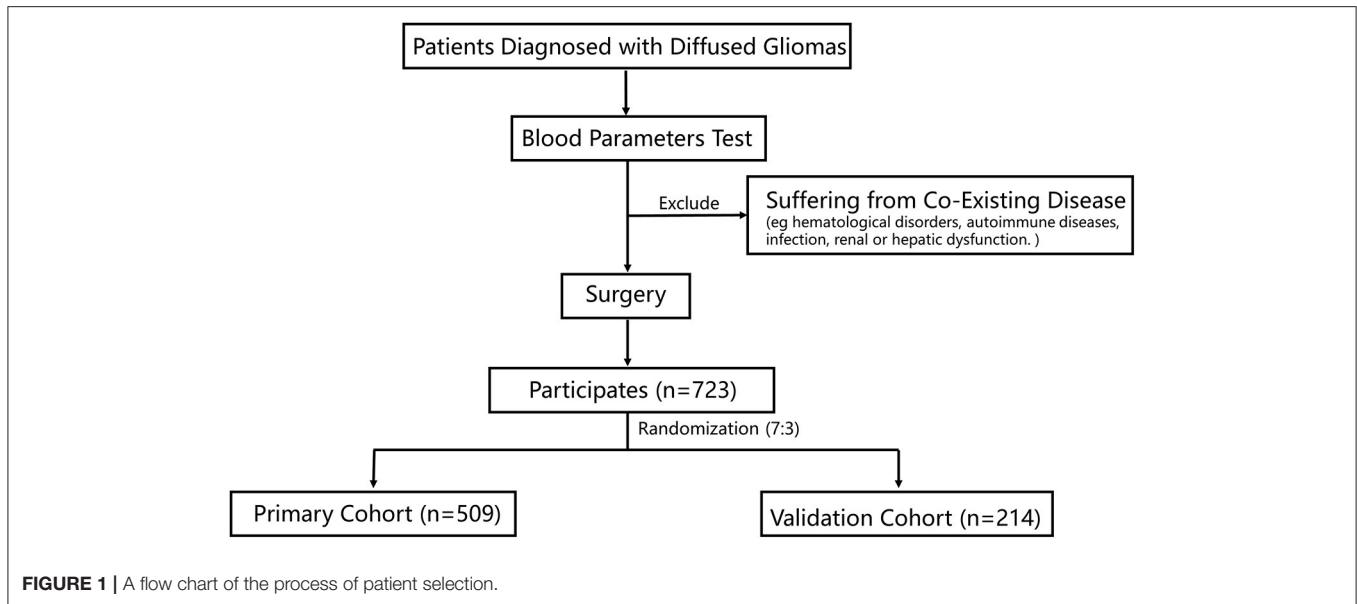 Patients Diagnosed with Diffused Gliomas
Blood Parameters Test
Exclude
Suffering from Co-Existing Disease
(eg hematological disorders, autoimmune diseases,
infection, renal or hepatic dysfunction. )
Surgery
Participates (n=723)
Randomization (7:3)
Primary Cohort (n=509)
Validation Cohort (n=214)
FIGURE 1 | A flow chart of the process of patient selection.